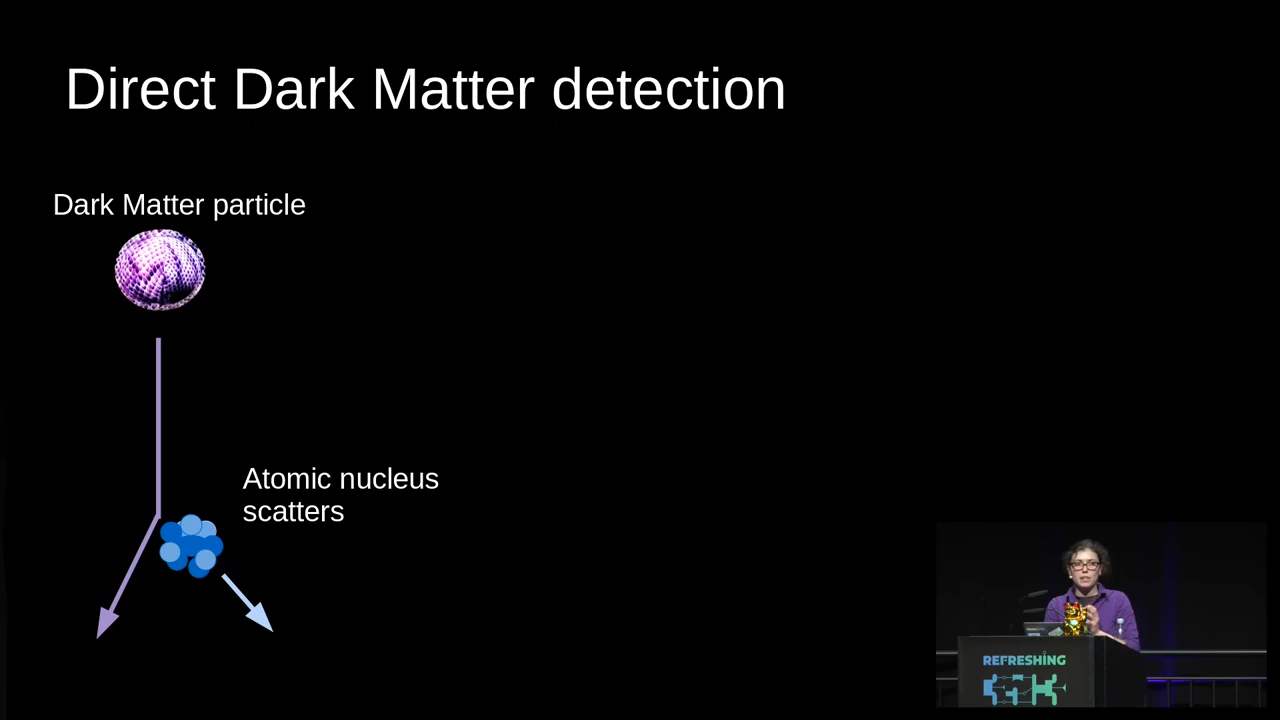 Direct Dark Matter detection
Dark Matter particle
Atomic nucleus
scatters
REFRESHING